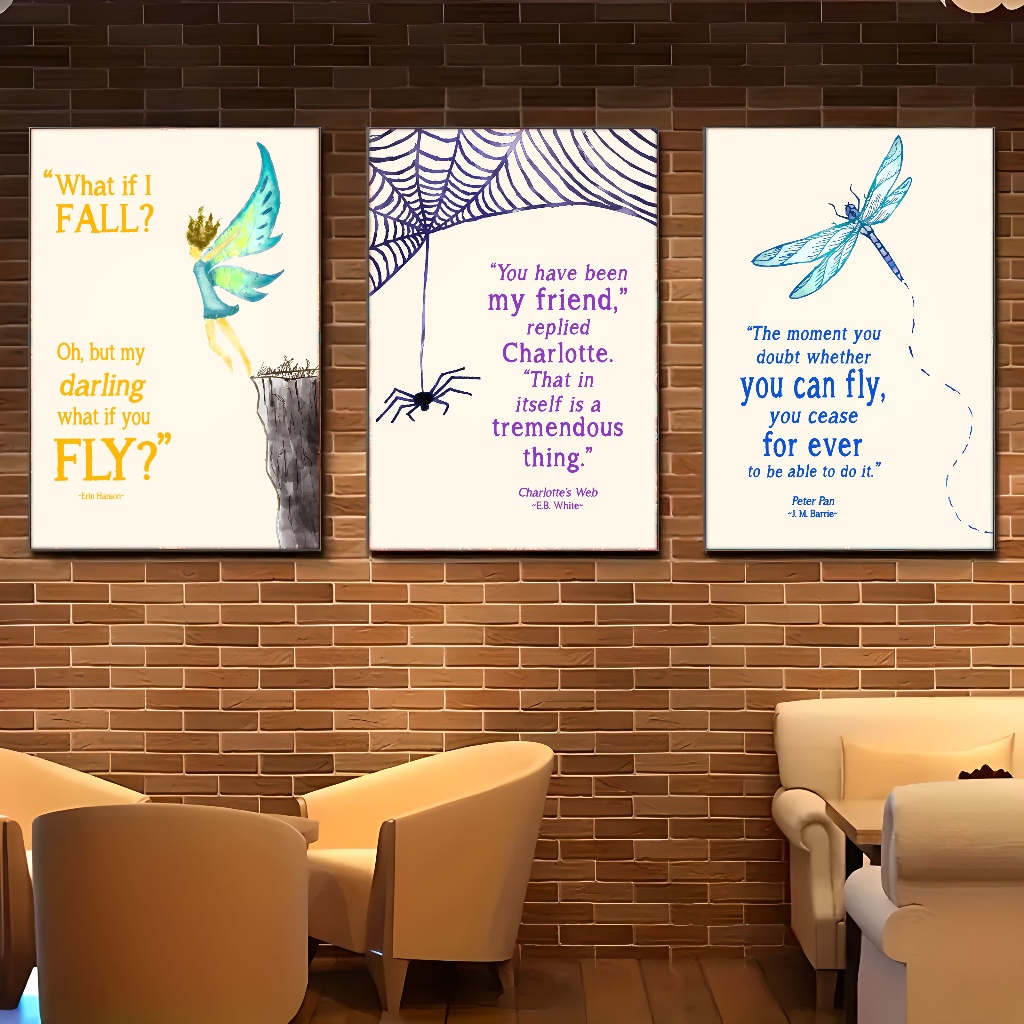 “What if I
FALL?
Oh, but my
darling
what if you
FLY?”
~Erin Hanson~
“You have been
my friend,”
replied
Charlotte.
“That in
itself is a
tremendous
thing.”
Charlotte's Web
~E.B. White~
“The moment you
doubt whether
you can fly,
you cease
for ever
to be able to do it.”
Peter Pan
~J. M. Barrie~